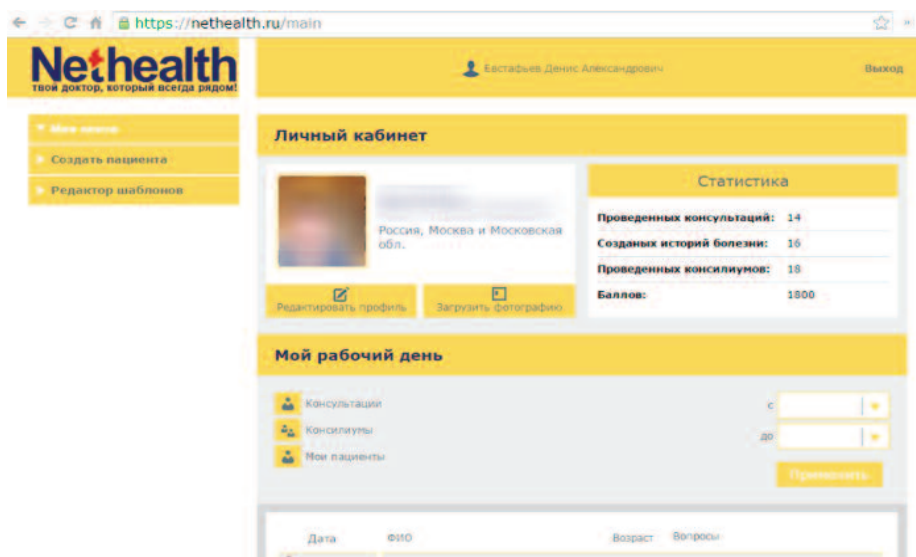 https://nethealth.ru/main
Nethealth
твой доктор, который всегда рядом!
Евстафьев Денис Александрович
Выход
Создать пациента
Редактор шаблонов
Личный кабинет
Россия, Москва и Московская
обл.
Редактировать профиль
Загрузить фотографию
Статистика
Проведенных консультаций: 14
Созданых историй болезни: 16
Проведенных консилиумов: 18
Баллов: 1800
Мой рабочий день
Консультации
Консилиумы
Мои пациенты
с
до
Применить
Дата ФИО Возраст Вопросы